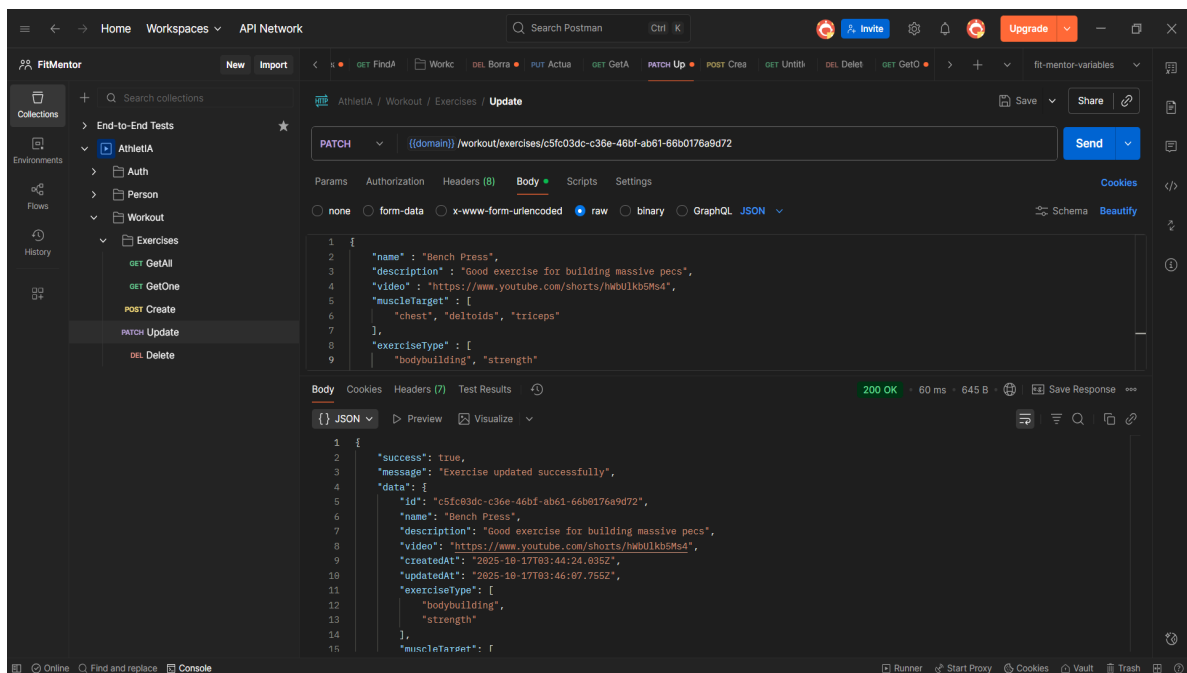 Home Workspaces API Network Search Postman Ctrl K Invite Upgrade
FitMentor New Import
GET FindA Workc DEL Borra PUT Actua GET GetA PATCH Up POST Crea GET Untitl DEL Delet GET GetO fit-mentor-variables
Collections
Environments
Flows
History
Search collections
End-to-End Tests
AthletIA
Auth
Person
Workout
Exercises
GET GetAll
GET GetOne
POST Create
PATCH Update
DEL Delete
HTTP AthletIA / Workout / Exercises / Update Save Share
PATCH {{domain}} /workout/exercises/c5fc03dc-c36e-46bf-ab61-66b0176a9d72 Send
Params Authorization Headers (8) Body Scripts Settings Cookies
none form-data x-www-form-urlencoded raw binary GraphQL JSON Schema Beautify
1 {
2 "name" : "Bench Press",
3 "description" : "Good exercise for building massive pecs",
4 "video" : "https://www.youtube.com/shorts/hWbUlkb5Ms4",
5 "muscleTarget" : [
6 "chest", "deltoids", "triceps"
7 ],
8 "exerciseType" : [
9 "bodybuilding", "strength"
Body Cookies Headers (7) Test Results 200 OK 60 ms 645 B e.g. Save Response
{} JSON Preview Visualize
1 {
2 "success": true,
3 "message": "Exercise updated successfully",
4 "data": {
5 "id": "c5fc03dc-c36e-46bf-ab61-66b0176a9d72",
6 "name": "Bench Press",
7 "description": "Good exercise for building massive pecs",
8 "video": "https://www.youtube.com/shorts/hWbUlkb5Ms4",
9 "createdAt": "2025-10-17T03:44:24.035Z",
10 "updatedAt": "2025-10-17T03:46:07.755Z",
11 "exerciseType": [
12 "bodybuilding",
13 "strength"
14 ],
15 "muscleTarget": [
Online Find and replace Console Runner Start Proxy Cookies Vault Trash